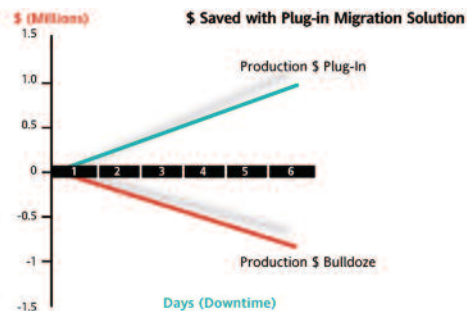 $ (Millions)
$ Saved with Plug-in Migration Solution
1.5
Production $ Plug-In
1.0
0.5
0
1 2 3 4 5 6
-0.5
-1
Production $ Bulldoze
-1.5
Days (Downtime)